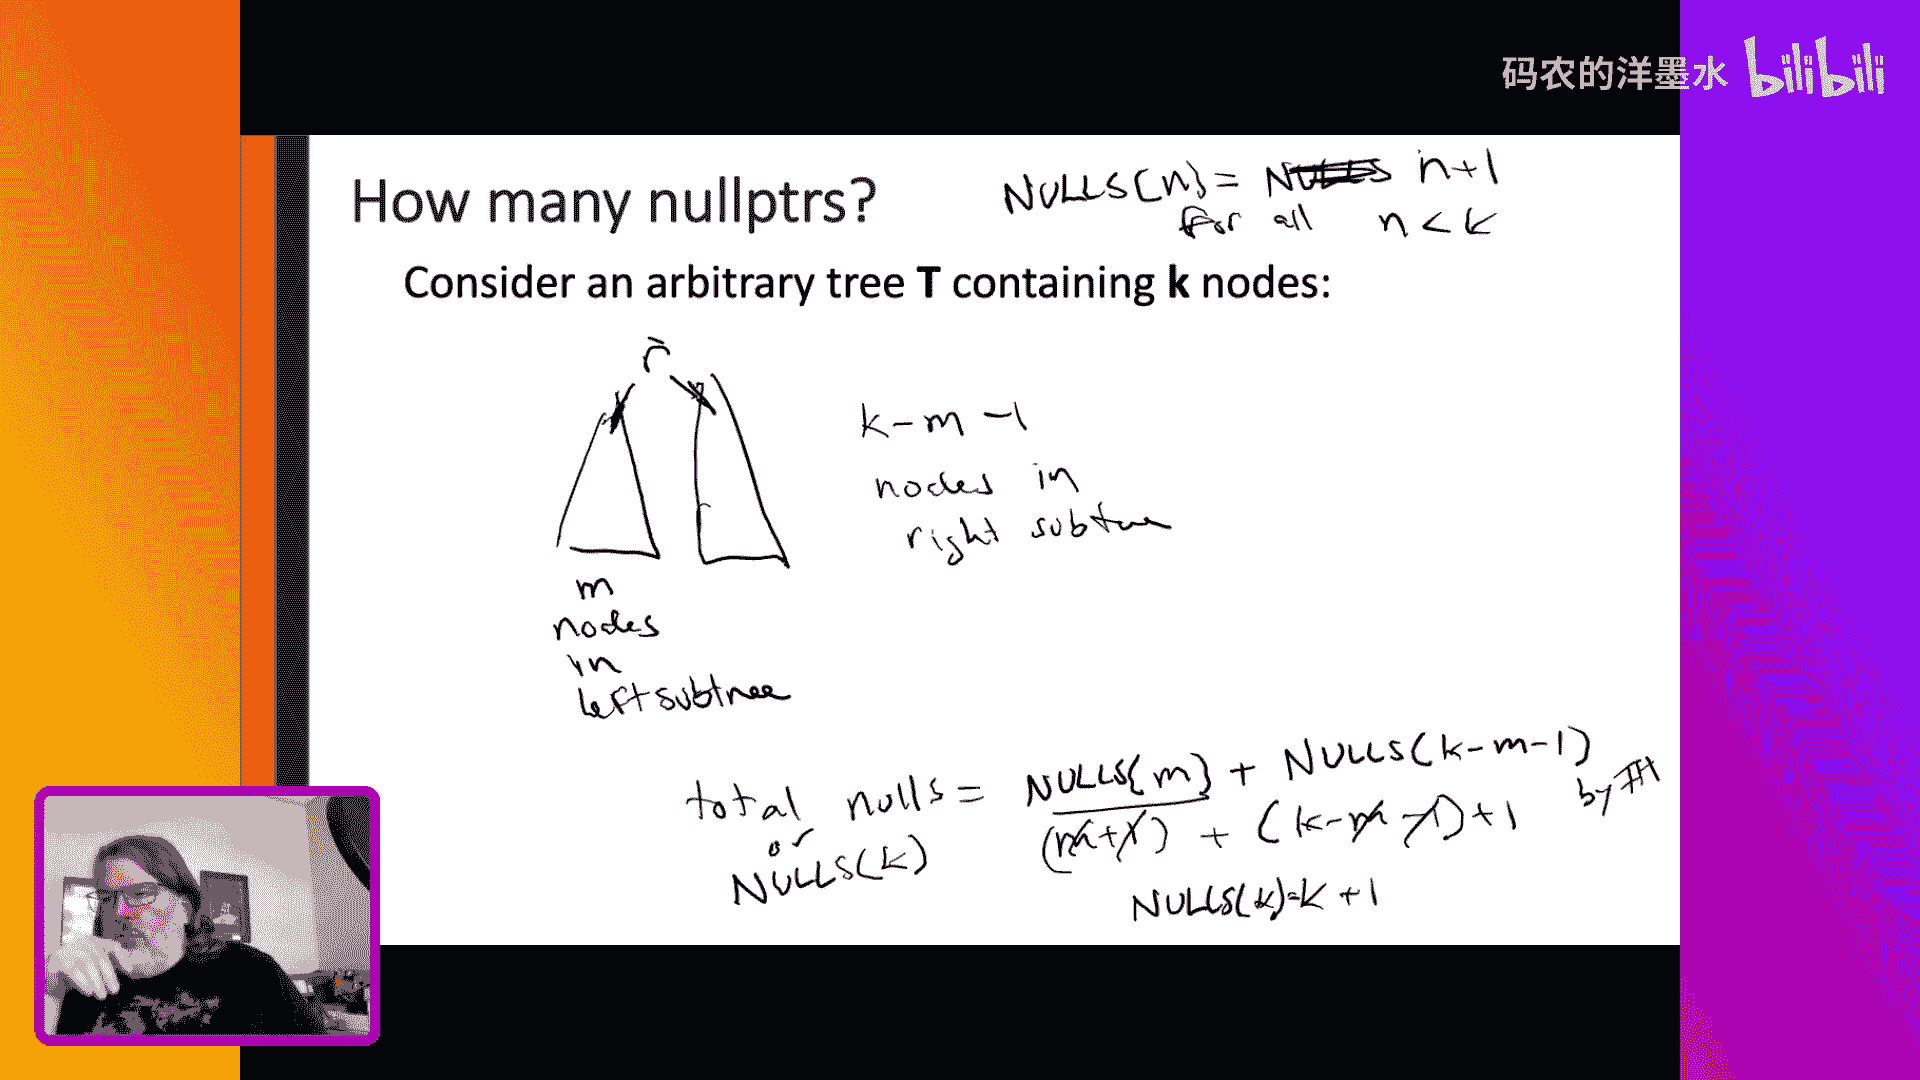 码农的洋墨水 bilibili
How many nullptrs?
NULLS(n) = n+1
for all n < k
Consider an arbitrary tree T containing k nodes:
r
k-m-1
nodes in
right subtree
m
nodes
in
left subtree
total nulls = NULLS(m) + NULLS(k-m-1)
by IH
or (m+1) + (k-m-1)+1
NULLS(k)
NULLS(k)=k+1